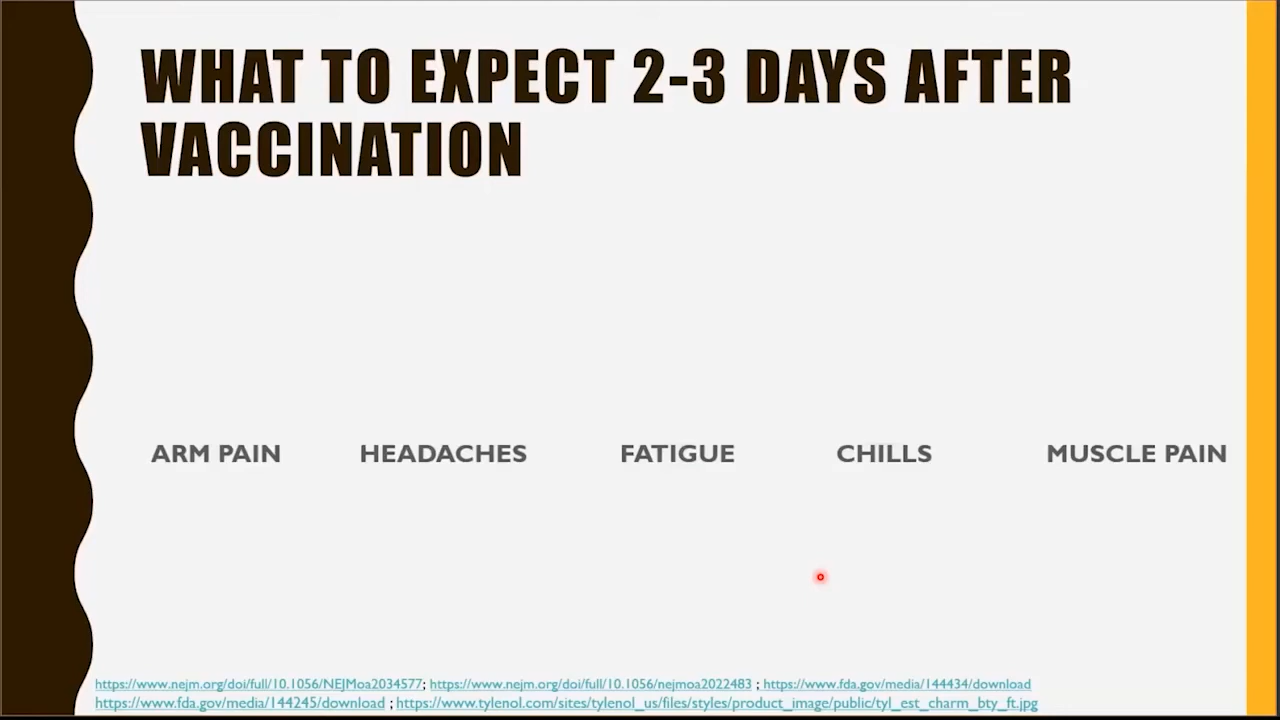 WHAT TO EXPECT 2-3 DAYS AFTER
VACCINATION
ARM PAIN HEADACHES FATIGUE CHILLS MUSCLE PAIN
https://www.nejm.org/doi/full/10.1056/NEJMoa2034577; https://www.nejm.org/doi/full/10.1056/nejmoa2022483 ; https://www.fda.gov/media/144434/download
https://www.fda.gov/media/144245/download ; https://www.tylenol.com/sites/tylenol_us/files/styles/product_image/public/tyl_est_charm_bty_ft.jpg